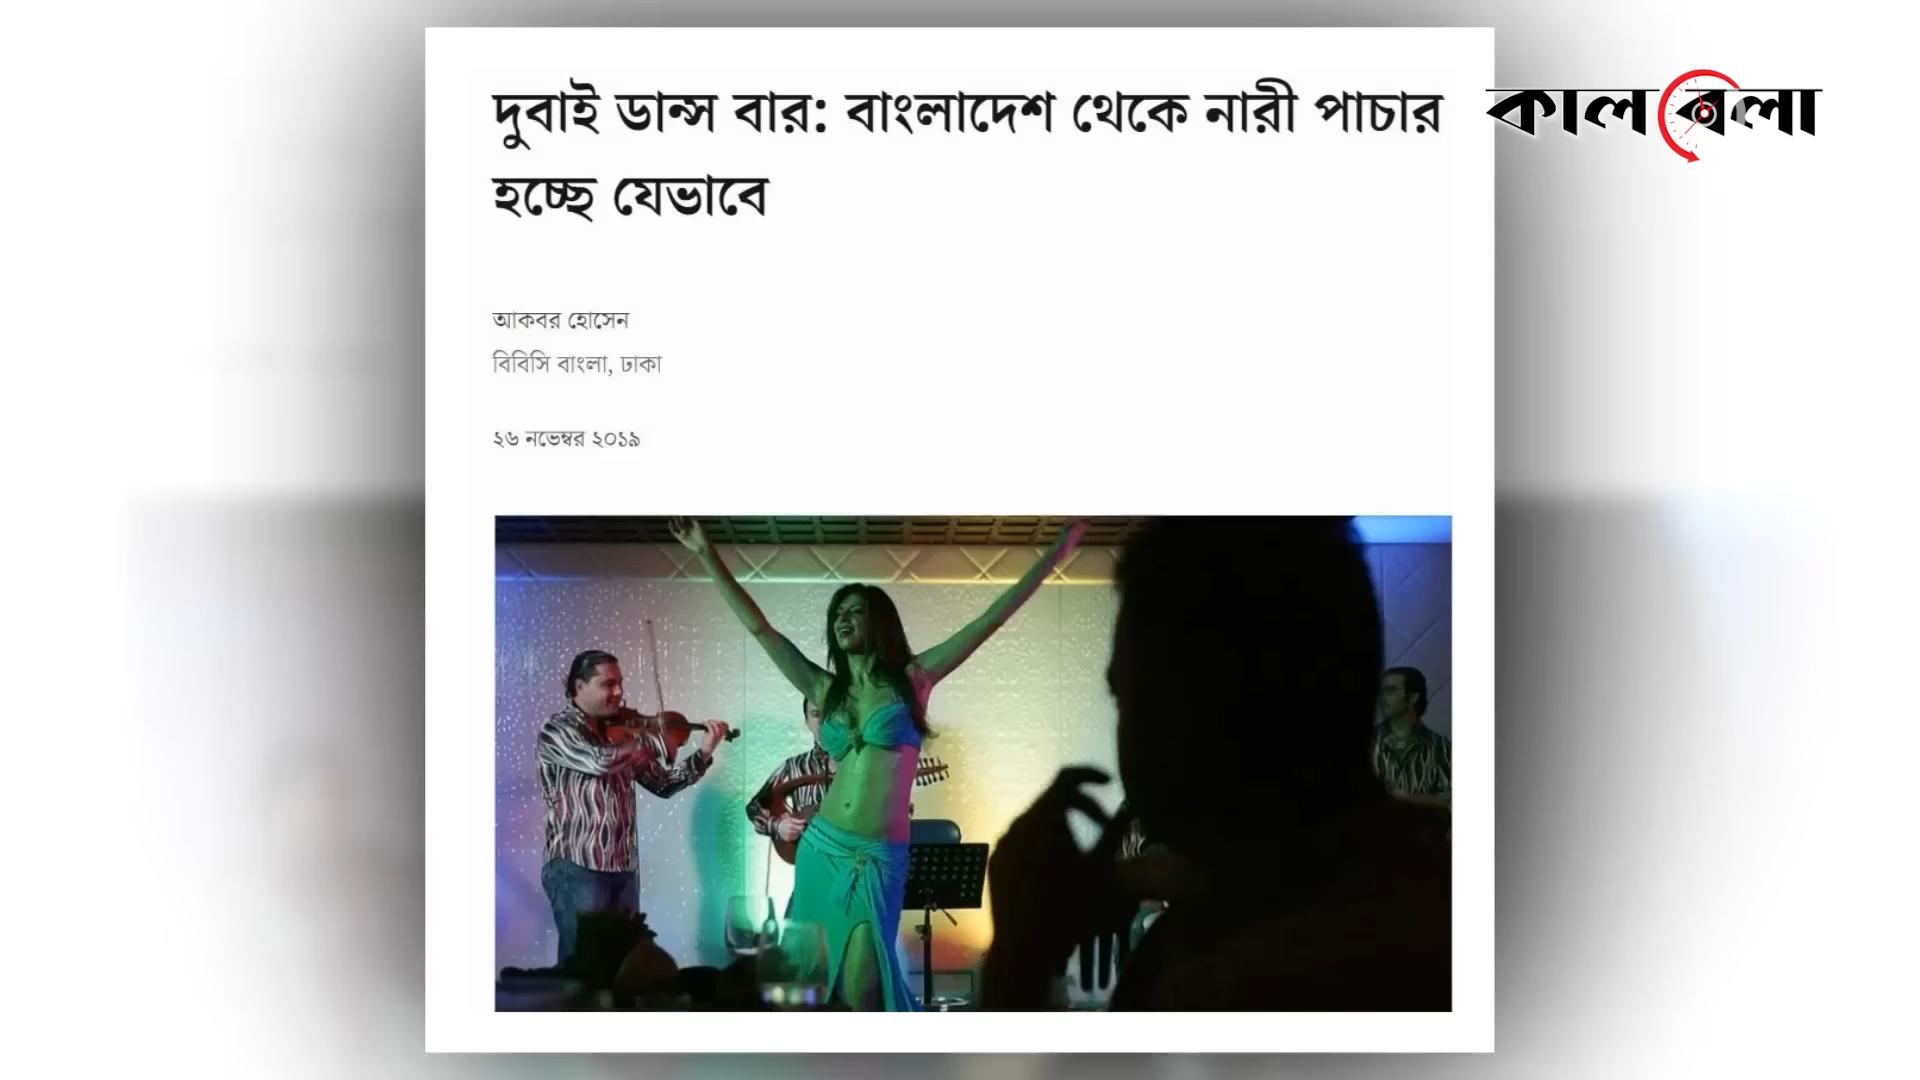 দুবাই ডান্স বার: বাংলাদেশ থেকে নারী পাচার
হচ্ছে যেভাবে
কালবেলা
আকবর হোসেন
বিবিসি বাংলা, ঢাকা
২৬ নভেম্বর ২০১৯